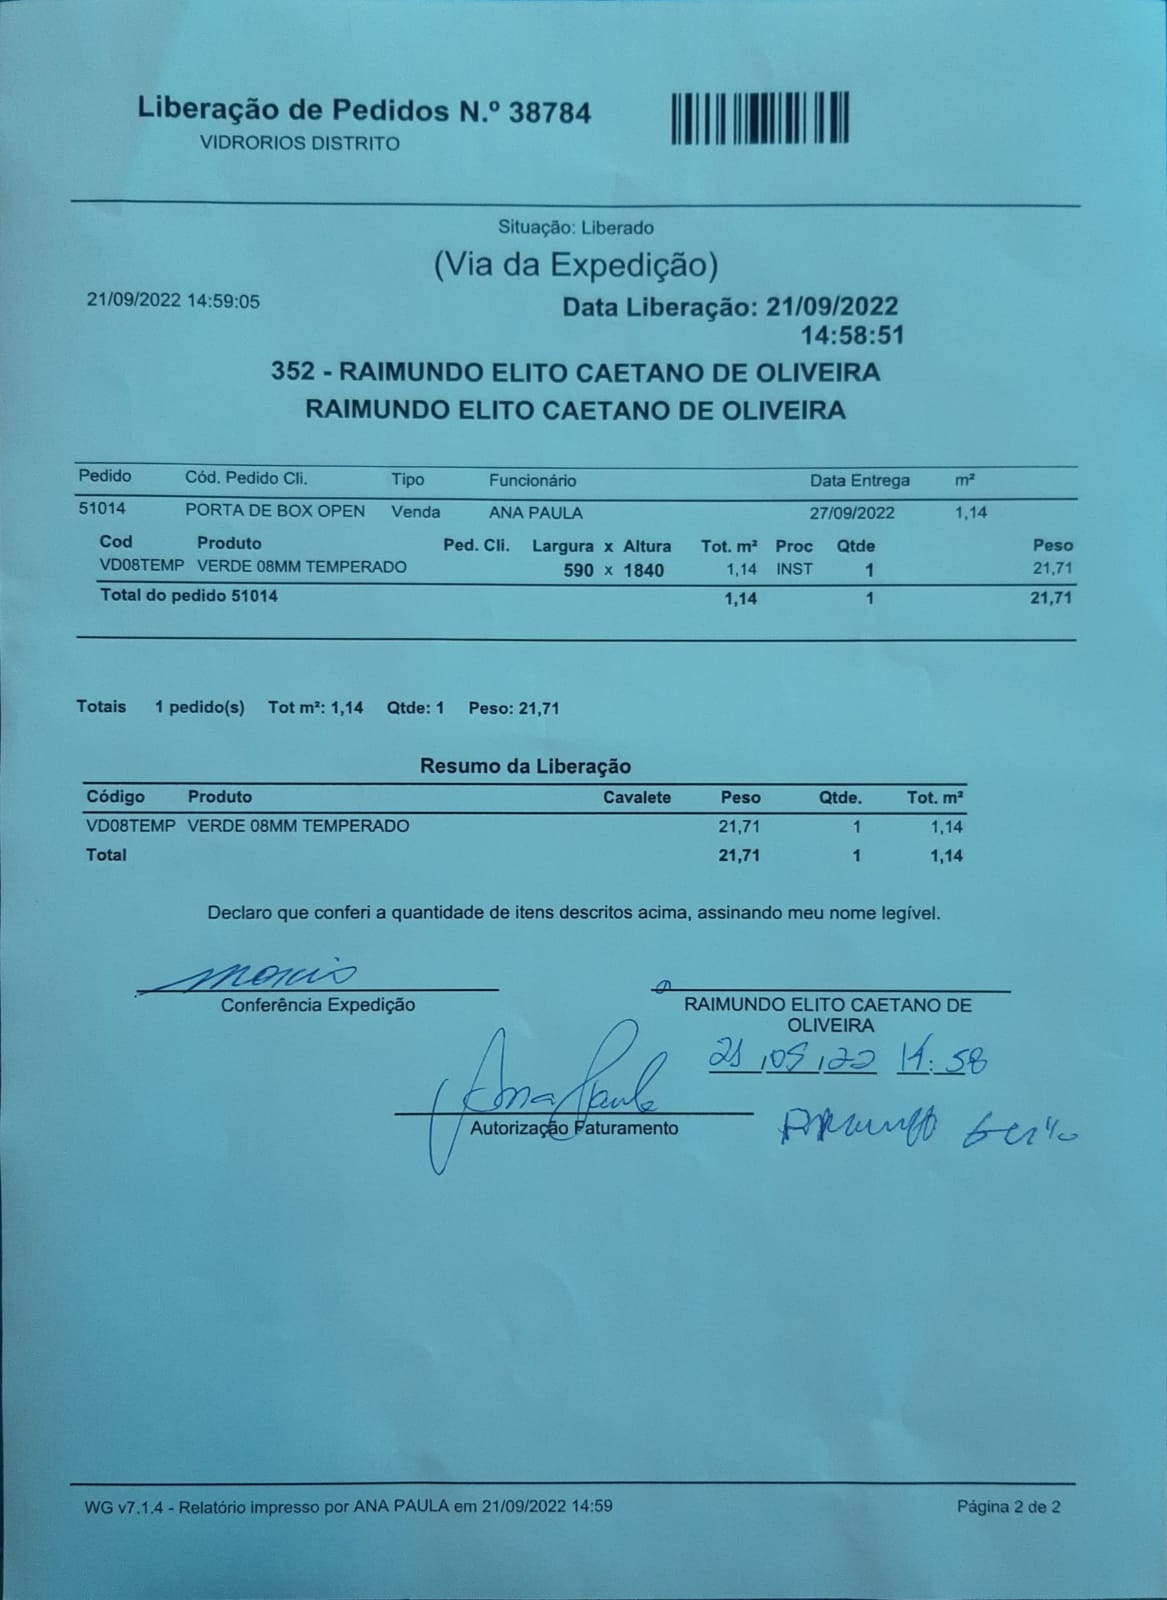 Liberação de Pedidos N.º 38784
VIDRORIOS DISTRITO
Situação: Liberado
(Via da Expedição)
21/09/2022 14:59:05
Data Liberação: 21/09/2022
14:58:51
352 - RAIMUNDO ELITO CAETANO DE OLIVEIRA
RAIMUNDO ELITO CAETANO DE OLIVEIRA
Pedido Cód. Pedido Cli. Tipo Funcionário Data Entrega m²
51014 PORTA DE BOX OPEN Venda ANA PAULA 27/09/2022 1,14
Cod Produto Ped. Cli. Largura x Altura Tot. m² Proc Qtde Peso
VD08TEMP VERDE 08MM TEMPERADO 590 x 1840 1,14 INST 1 21,71
Total do pedido 51014 1,14 1 21,71
Totais 1 pedido(s) Tot m²: 1,14 Qtde: 1 Peso: 21,71
Resumo da Liberação
Código Produto Cavalete Peso Qtde. Tot. m²
VD08TEMP VERDE 08MM TEMPERADO 21,71 1 1,14
Total 21,71 1 1,14
Declaro que conferi a quantidade de itens descritos acima, assinando meu nome legível.
Conferência Expedição
RAIMUNDO ELITO CAETANO DE
OLIVEIRA
21/09/22 14:58
Ana Paula
Autorização Faturamento
WG v7.1.4 - Relatório impresso por ANA PAULA em 21/09/2022 14:59
Página 2 de 2